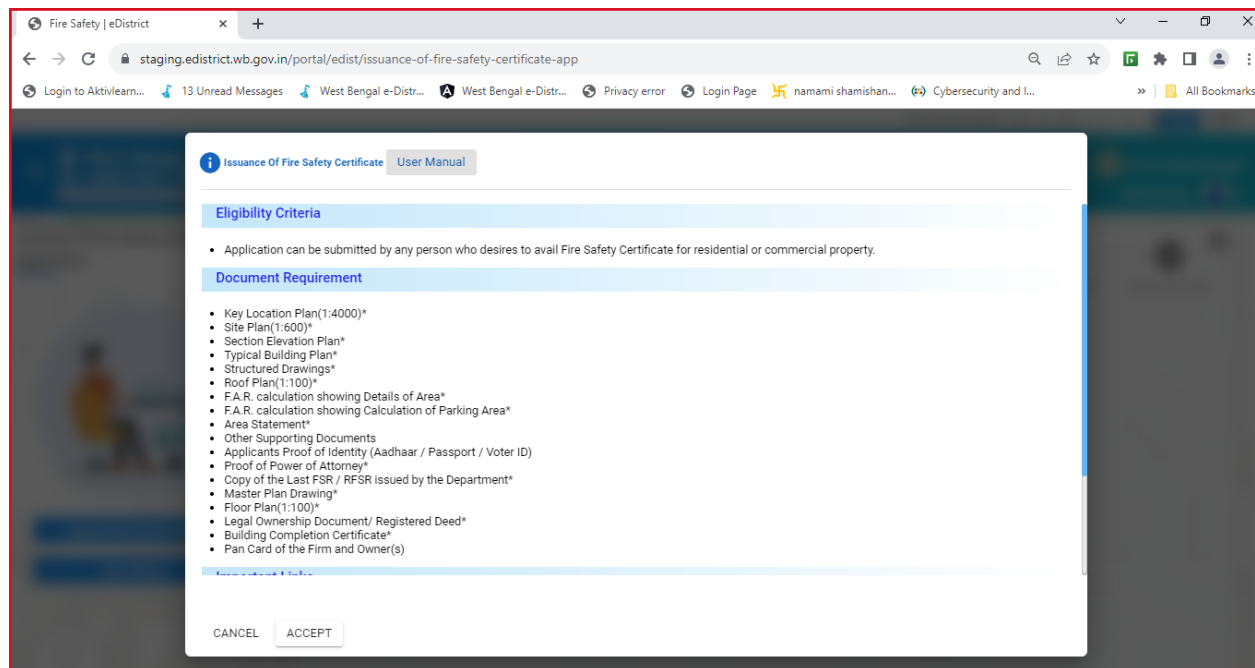 Fire Safety | eDistrict
staging.edistrict.wb.gov.in/portal/edist/issuance-of-fire-safety-certificate-app
Login to Aktivlearn... 13 Unread Messages West Bengal e-Distr... West Bengal e-Distr... Privacy error Login Page namami shamishan... Cybersecurity and I... » All Bookmarks
Issuance Of Fire Safety Certificate User Manual
Eligibility Criteria
• Application can be submitted by any person who desires to avail Fire Safety Certificate for residential or commercial property.
Document Requirement
• Key Location Plan(1:4000)*
• Site Plan(1:600)*
• Section Elevation Plan*
• Typical Building Plan*
• Structured Drawings*
• Roof Plan(1:100)*
• F.A.R. calculation showing Details of Area*
• F.A.R. calculation showing Calculation of Parking Area*
• Area Statement*
• Other Supporting Documents
• Applicants Proof of Identity (Aadhaar / Passport / Voter ID)
• Proof of Power of Attorney*
• Copy of the Last FSR / RFSR issued by the Department*
• Master Plan Drawing*
• Floor Plan(1:100)*
• Legal Ownership Document/ Registered Deed*
• Building Completion Certificate*
• Pan Card of the Firm and Owner(s)
Important Links
CANCEL ACCEPT